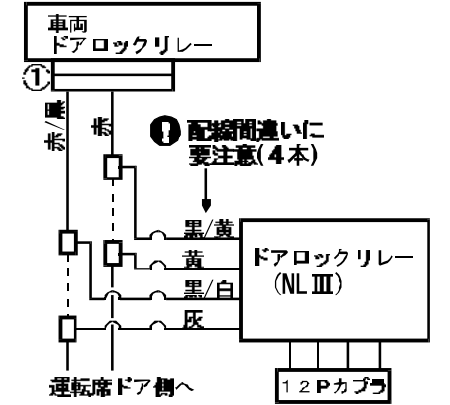 車両
ドアロックリレー
①
赤/黒
赤
! 配線間違いに
要注意(4本)
黒/黄
黄
黒/白
灰
ドアロックリレー
(NLⅢ)
運転席ドア側へ
12Pカプラ